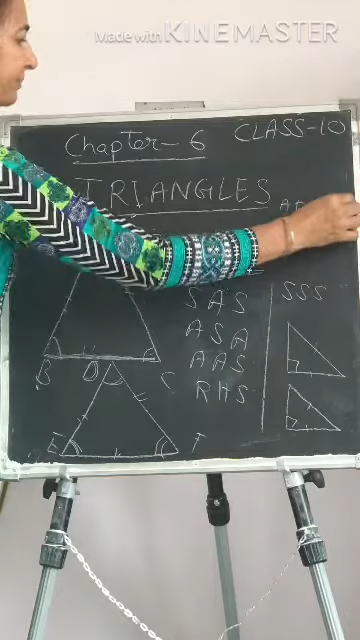 Made with KINEMASTER
Chapter-6 CLASS-10
TRIANGLES
SAS SSS
ASA
AAS
RHS
B D C
E F